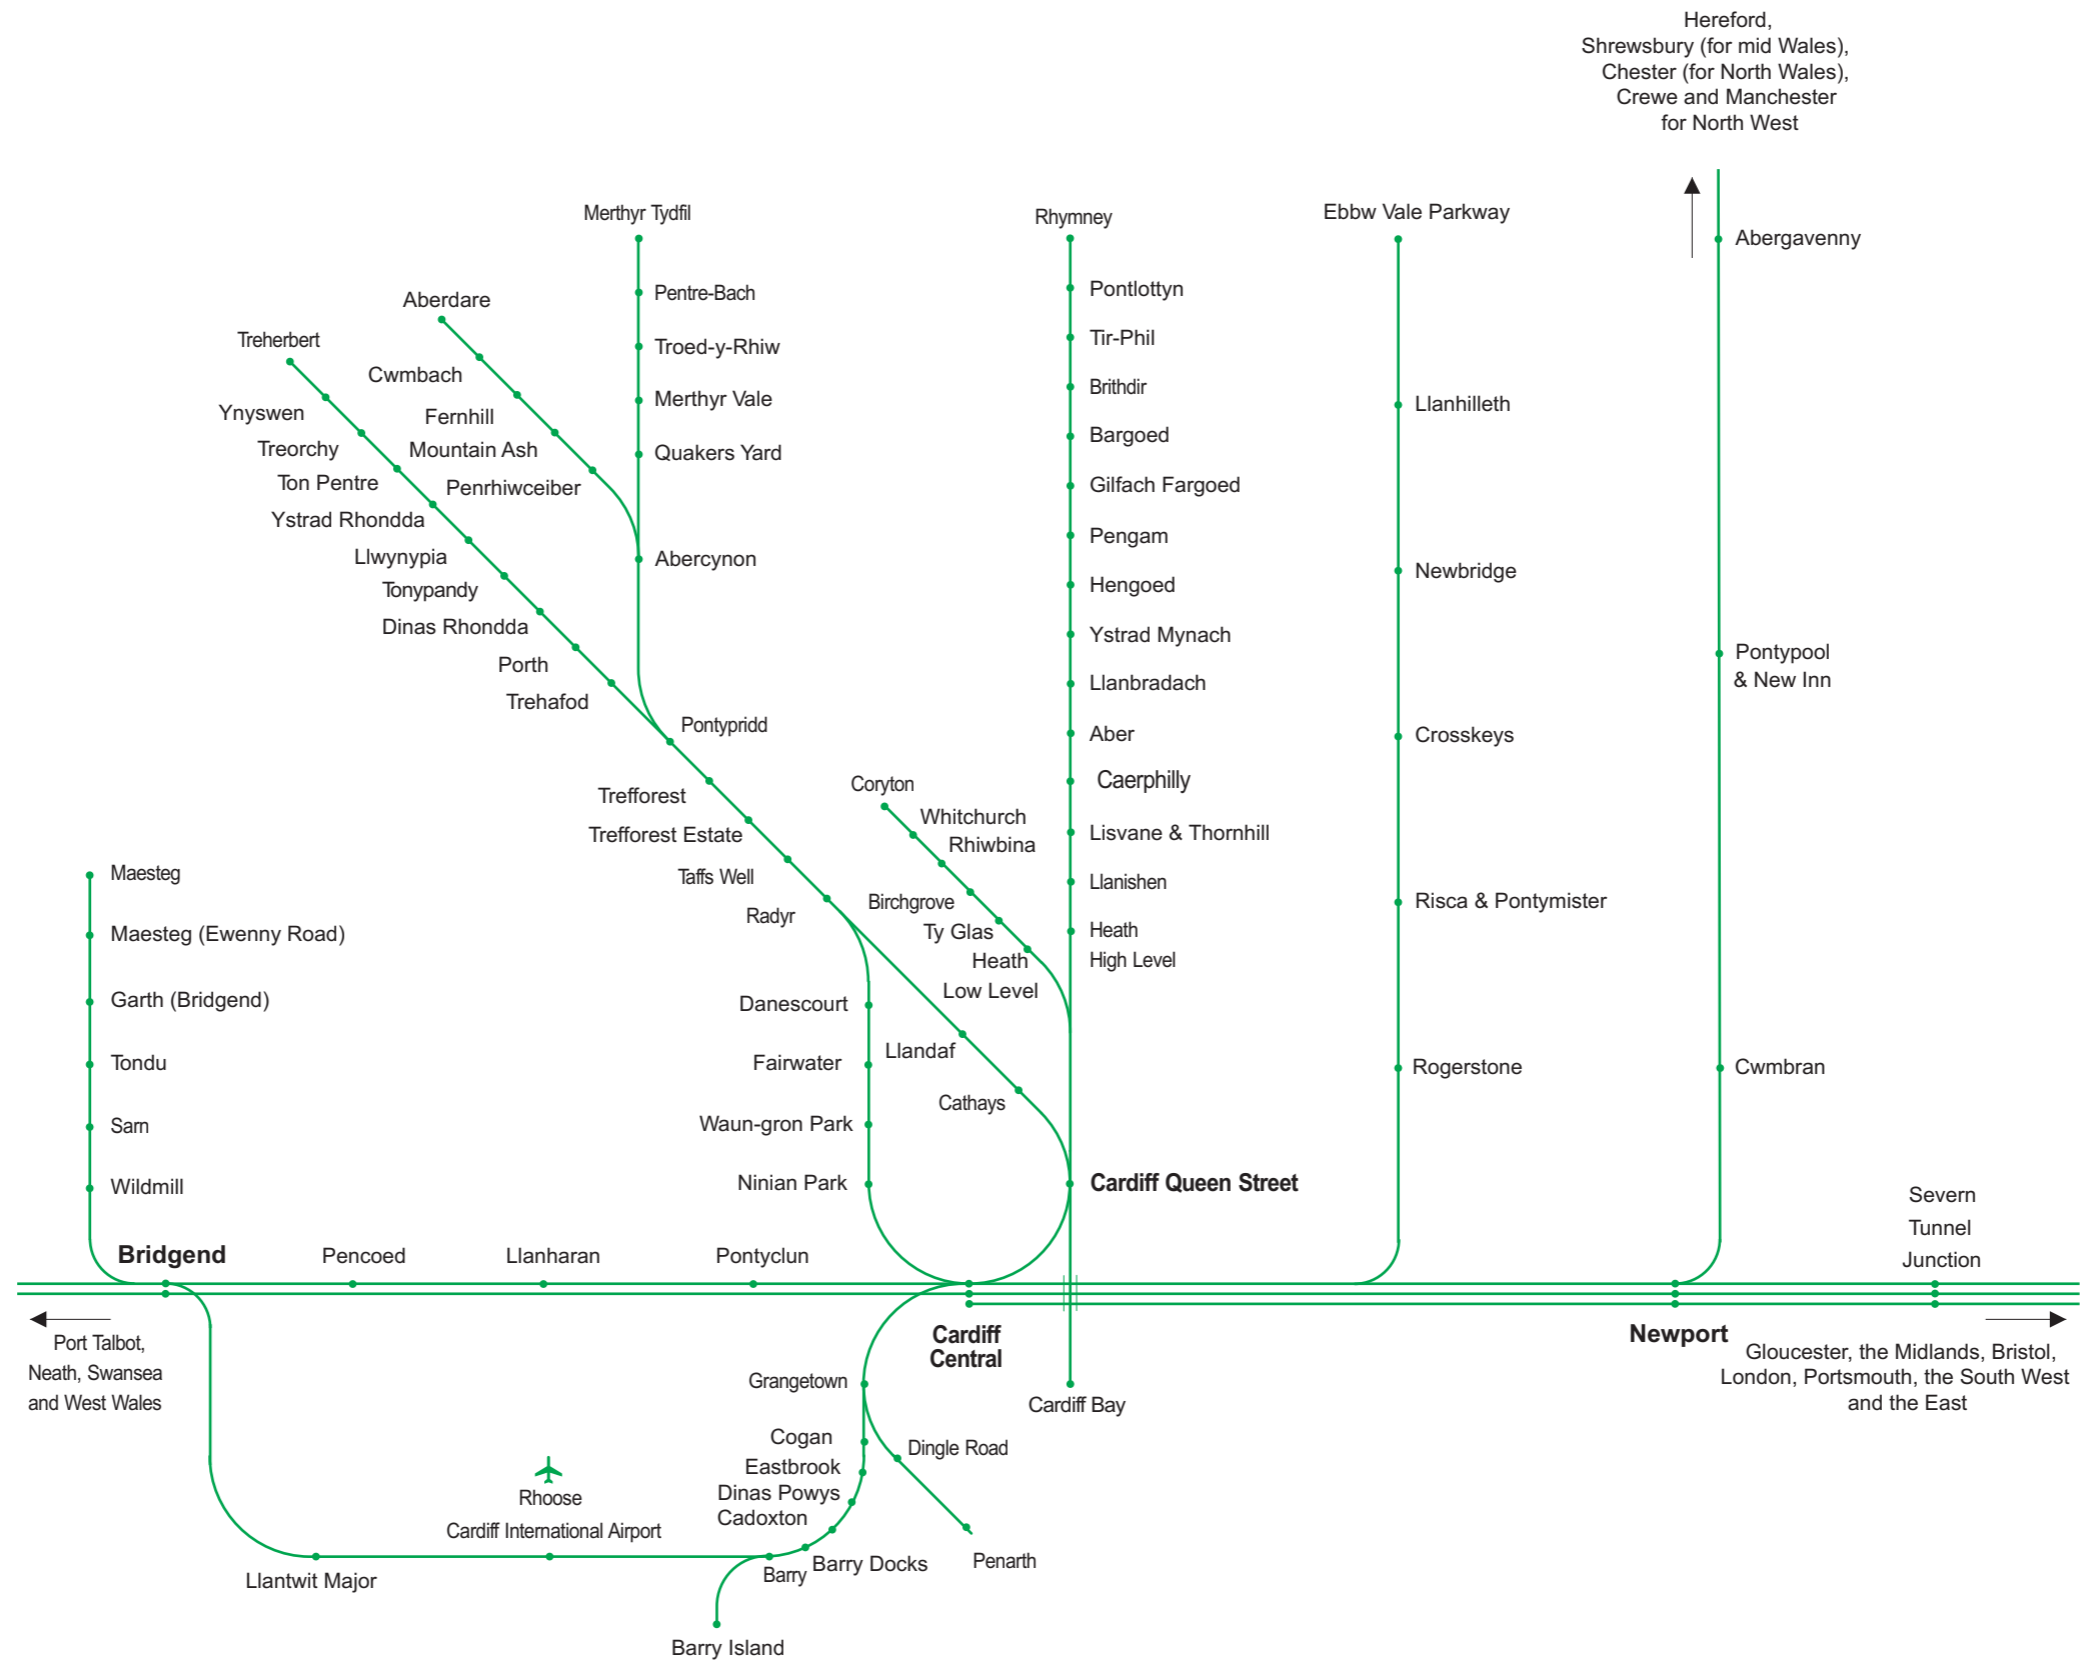 Hereford,
Shrewsbury (for mid Wales),
Chester (for North Wales),
Crewe and Manchester
for North West
Merthyr Tydfil
Rhymney
Ebbw Vale Parkway
Abergavenny
Pentre-Bach
Pontlottyn
Aberdare
Treherbert
Troed-y-Rhiw
Tir-Phil
Cwmbach
Brithdir
Merthyr Vale
Llanhilleth
Ynyswen
Fernhill
Bargoed
Treorchy
Mountain Ash
Quakers Yard
Ton Pentre
Penrhiwceiber
Gilfach Fargoed
Ystrad Rhondda
Pengam
Llwynypia
Abercynon
Newbridge
Tonypandy
Hengoed
Dinas Rhondda
Ystrad Mynach
Porth
Pontypool
& New Inn
Llanbradach
Trehafod
Pontypridd
Aber
Crosskeys
Caerphilly
Coryton
Trefforest
Whitchurch
Trefforest Estate
Lisvane & Thornhill
Rhiwbina
Maesteg
Taffs Well
Llanishen
Birchgrove
Risca & Pontymister
Radyr
Ty Glas
Heath
High Level
Maesteg (Ewenny Road)
Heath
Low Level
Garth (Bridgend)
Danescourt
Llandaf
Tondu
Fairwater
Rogerstone
Cwmbran
Cathays
Sarn
Waun-gron Park
Wildmill
Ninian Park
Cardiff Queen Street
Severn
Tunnel
Junction
Bridgend
Pencoed
Llanharan
Pontyclun
Cardiff
Central
Newport
Port Talbot,
Neath, Swansea
and West Wales
Gloucester, the Midlands, Bristol,
London, Portsmouth, the South West
and the East
Grangetown
Cardiff Bay
Cogan
Dingle Road
Eastbrook
Dinas Powys
Cadoxton
Rhoose
Cardiff International Airport
Barry Docks
Penarth
Barry
Llantwit Major
Barry Island